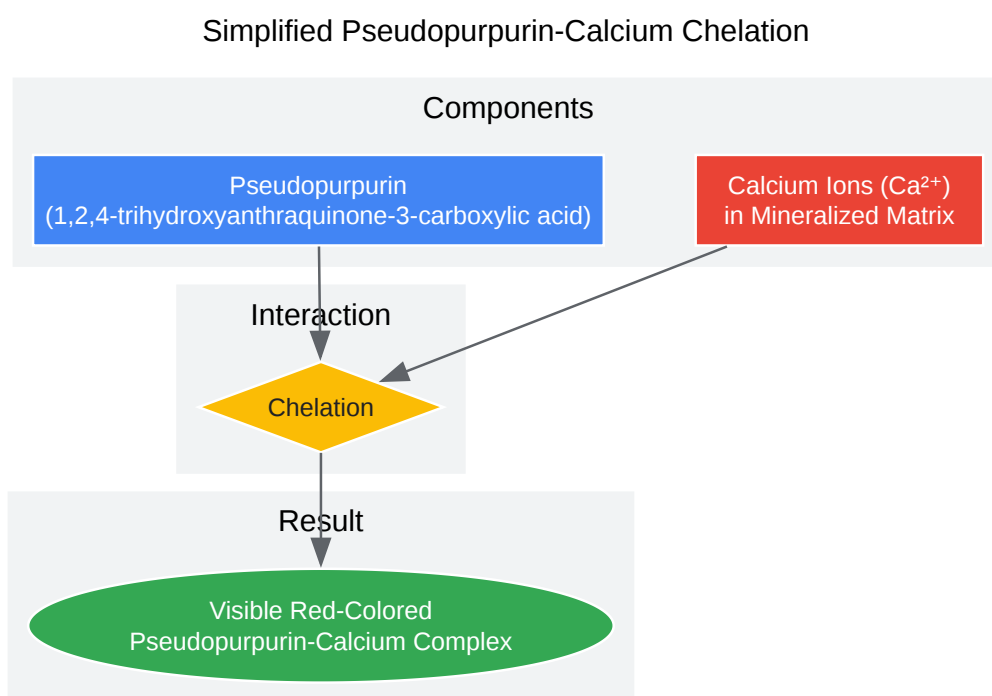 Simplified Pseudopurpurin-Calcium Chelation
Components
Pseudopurpurin
(1,2,4-trihydroxyanthraquinone-3-carboxylic acid)
Calcium Ions (Ca²⁺)
in Mineralized Matrix
Interaction
Chelation
Result
Visible Red-Colored
Pseudopurpurin-Calcium Complex